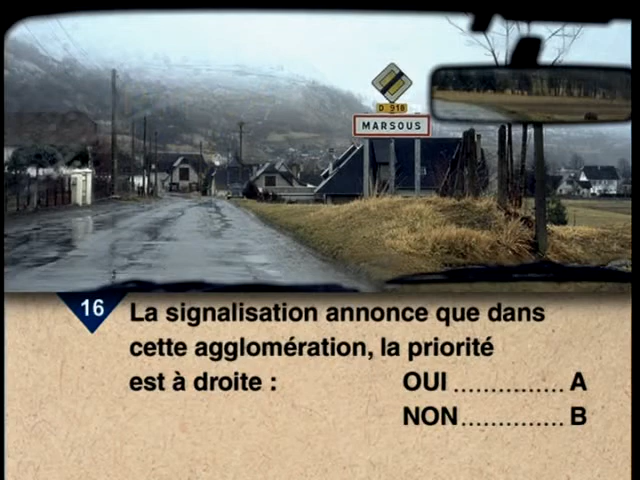 D 918
MARSOUS
16
La signalisation annonce que dans
cette agglomération, la priorité
est à droite :
OUI ............... A
NON .............. B